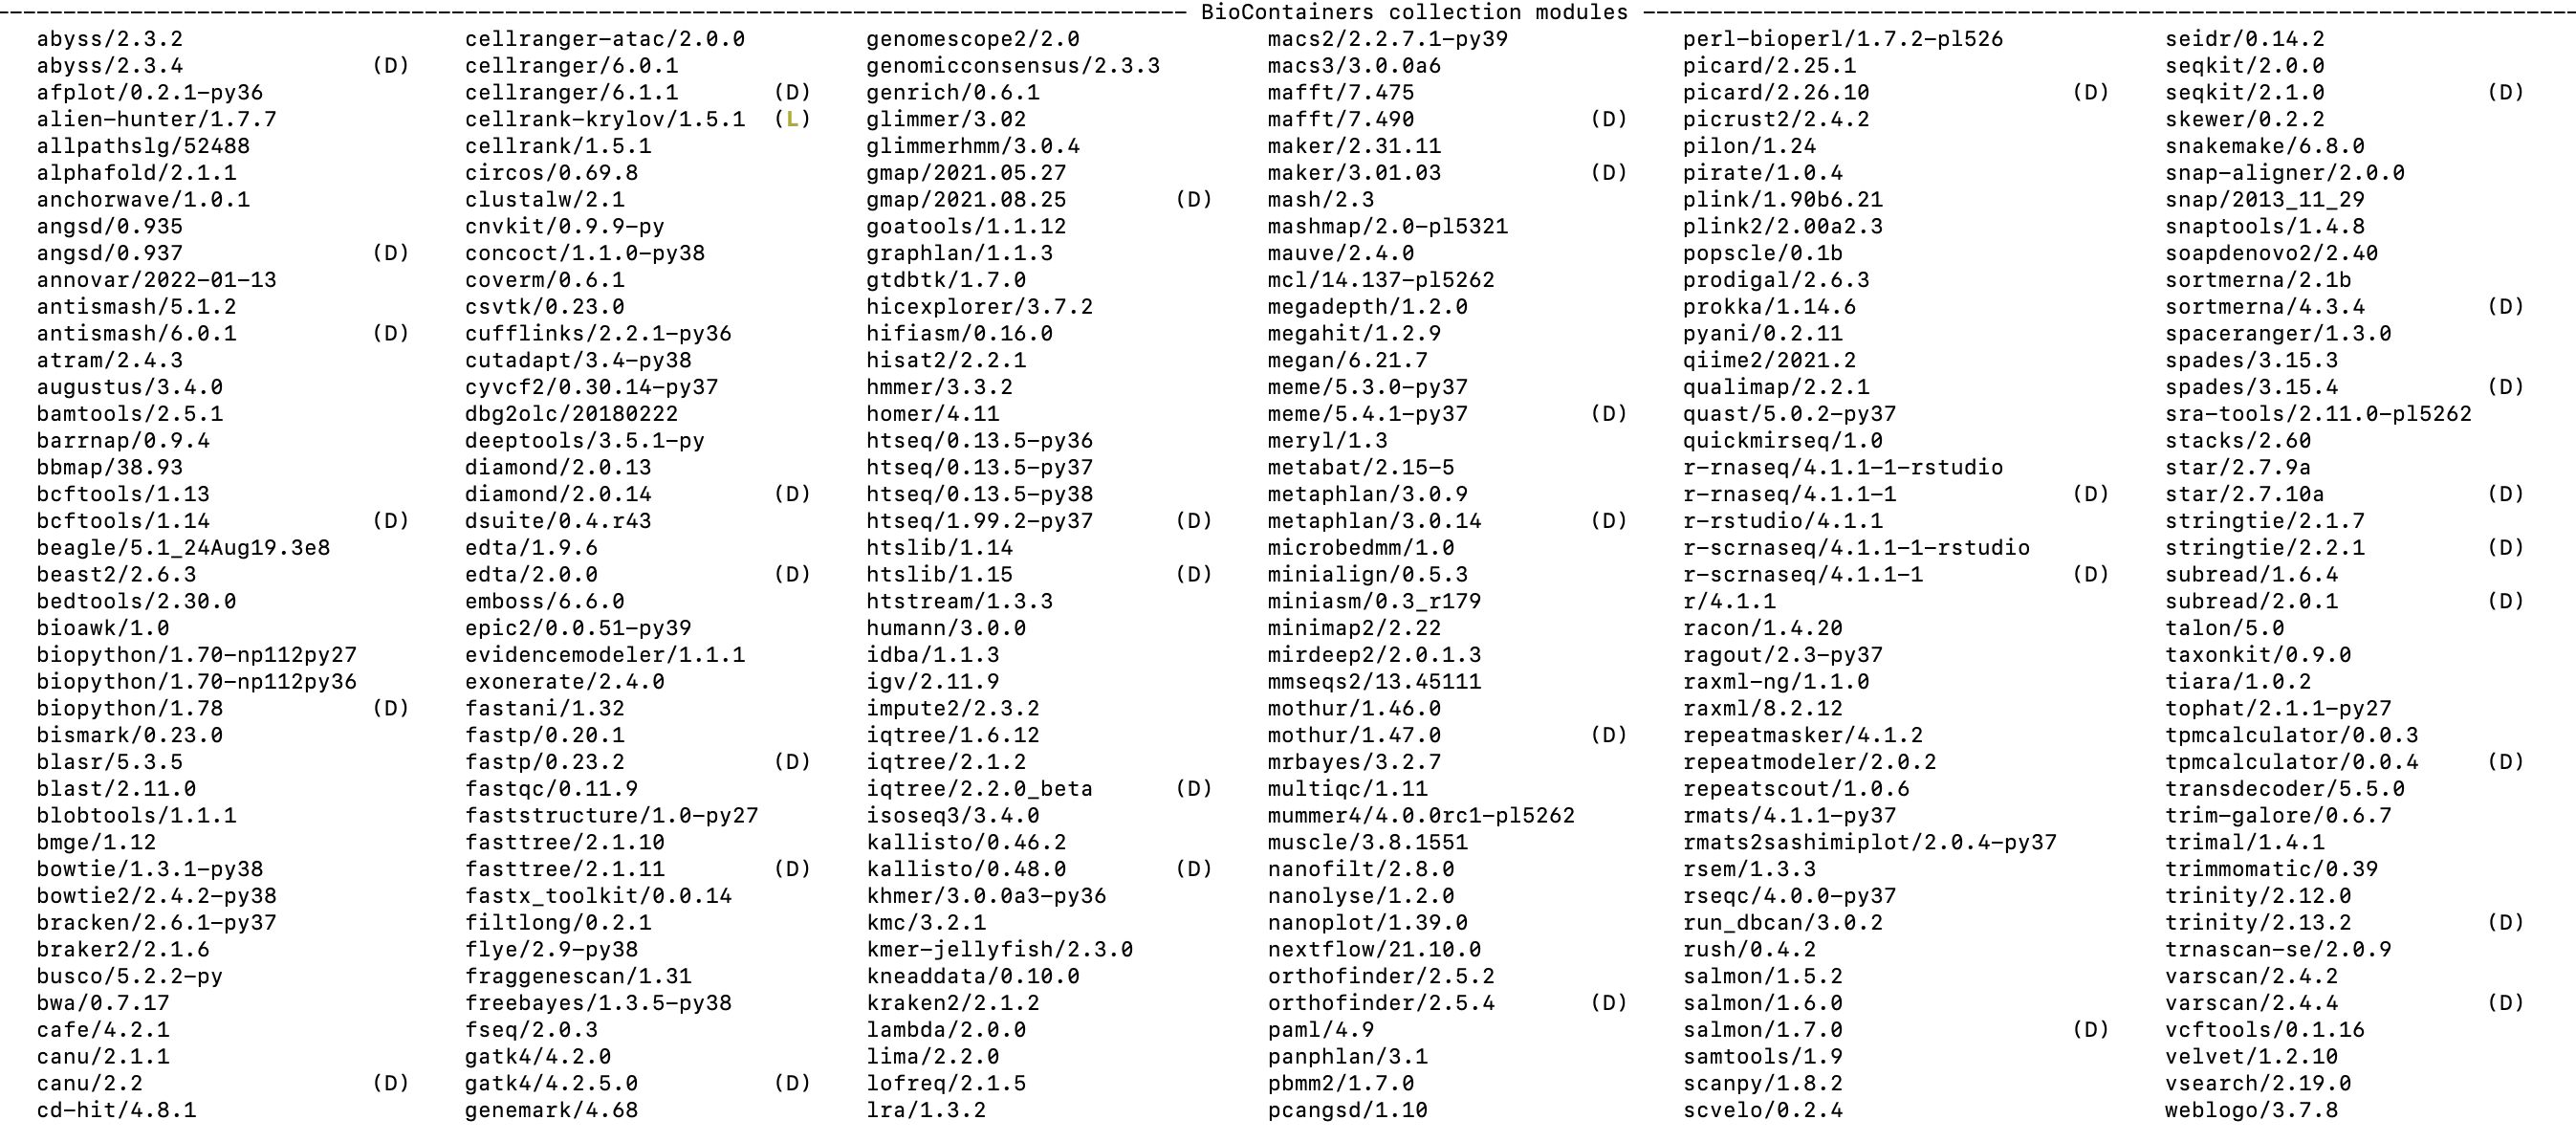 BioContainers collection modules
abyss/2.3.2 cellranger-atac/2.0.0 genomescope2/2.0 macs2/2.2.7.1-py39 perl-bioperl/1.7.2-pl526 seidr/0.14.2
abyss/2.3.4 (D) cellranger/6.0.1 genomicconsensus/2.3.3 macs3/3.0.0a6 picard/2.25.1 seqkit/2.0.0
afplot/0.2.1-py36 cellranger/6.1.1 (D) genrich/0.6.1 mafft/7.475 picard/2.26.10 (D) seqkit/2.1.0 (D)
alien-hunter/1.7.7 cellrank-krylov/1.5.1 (L) glimmer/3.02 mafft/7.490 (D) picrust2/2.4.2 skewer/0.2.2
allpathslg/52488 cellrank/1.5.1 glimmerhmm/3.0.4 maker/2.31.11 pilon/1.24 snakemake/6.8.0
alphafold/2.1.1 circos/0.69.8 gmap/2021.05.27 maker/3.01.03 (D) pirate/1.0.4 snap-aligner/2.0.0
anchorwave/1.0.1 clustalw/2.1 gmap/2021.08.25 (D) mash/2.3 plink/1.90b6.21 snap/2013_11_29
angsd/0.935 cnvkit/0.9.9-py goatools/1.1.12 mashmap/2.0-pl5321 plink2/2.00a2.3 snaptools/1.4.8
angsd/0.937 (D) concoct/1.1.0-py38 graphlan/1.1.3 mauve/2.4.0 popscle/0.1b soapdenovo2/2.40
annovar/2022-01-13 coverm/0.6.1 gtdbtk/1.7.0 mcl/14.137-pl5262 prodigal/2.6.3 sortmerna/2.1b
antismash/5.1.2 csvtk/0.23.0 hicexplorer/3.7.2 megadepth/1.2.0 prokka/1.14.6 sortmerna/4.3.4 (D)
antismash/6.0.1 (D) cufflinks/2.2.1-py36 hifiasm/0.16.0 megahit/1.2.9 pyani/0.2.11 spaceranger/1.3.0
atram/2.4.3 cutadapt/3.4-py38 hisat2/2.2.1 megan/6.21.7 qiime2/2021.2 spades/3.15.3
augustus/3.4.0 cyvcf2/0.30.14-py37 hmmer/3.3.2 meme/5.3.0-py37 qualimap/2.2.1 spades/3.15.4 (D)
bamtools/2.5.1 dbg2olc/20180222 homer/4.11 meme/5.4.1-py37 (D) quast/5.0.2-py37 sra-tools/2.11.0-pl5262
barrnap/0.9.4 deeptools/3.5.1-py htseq/0.13.5-py36 meryl/1.3 quickmirseq/1.0 stacks/2.60
bbmap/38.93 diamond/2.0.13 htseq/0.13.5-py37 metabat/2.15-5 r-rnaseq/4.1.1-1-rstudio star/2.7.9a
bcftools/1.13 diamond/2.0.14 (D) htseq/0.13.5-py38 metaphlan/3.0.9 r-rnaseq/4.1.1-1 (D) star/2.7.10a (D)
bcftools/1.14 (D) dsuite/0.4.r43 htseq/1.99.2-py37 (D) metaphlan/3.0.14 (D) r-rstudio/4.1.1 stringtie/2.1.7
beagle/5.1_24Aug19.3e8 edta/1.9.6 htslib/1.14 microbedmm/1.0 r-scrnaseq/4.1.1-1-rstudio stringtie/2.2.1 (D)
beast2/2.6.3 edta/2.0.0 (D) htslib/1.15 (D) minialign/0.5.3 r-scrnaseq/4.1.1-1 (D) subread/1.6.4
bedtools/2.30.0 emboss/6.6.0 htstream/1.3.3 miniasm/0.3_r179 r/4.1.1 subread/2.0.1 (D)
bioawk/1.0 epic2/0.0.51-py39 humann/3.0.0 minimap2/2.22 racon/1.4.20 talon/5.0
biopython/1.70-np112py27 evidencemodeler/1.1.1 idba/1.1.3 mirdeep2/2.0.1.3 ragout/2.3-py37 taxonkit/0.9.0
biopython/1.70-np112py36 exonerate/2.4.0 igv/2.11.9 mmseqs2/13.45111 raxml-ng/1.1.0 tiara/1.0.2
biopython/1.78 (D) fastani/1.32 impute2/2.3.2 mothur/1.46.0 raxml/8.2.12 tophat/2.1.1-py27
bismark/0.23.0 fastp/0.20.1 iqtree/1.6.12 mothur/1.47.0 (D) repeatmasker/4.1.2 tpmcalculator/0.0.3
blasr/5.3.5 fastp/0.23.2 (D) iqtree/2.1.2 mrbayes/3.2.7 repeatmodeler/2.0.2 tpmcalculator/0.0.4 (D)
blast/2.11.0 fastqc/0.11.9 iqtree/2.2.0_beta (D) multiqc/1.11 repeatscout/1.0.6 transdecoder/5.5.0
blobtools/1.1.1 faststructure/1.0-py27 isoseq3/3.4.0 mummer4/4.0.0rc1-pl5262 rmats/4.1.1-py37 trim-galore/0.6.7
bmge/1.12 fasttree/2.1.10 kallisto/0.46.2 muscle/3.8.1551 rmats2sashimiplot/2.0.4-py37 trimal/1.4.1
bowtie/1.3.1-py38 fasttree/2.1.11 (D) kallisto/0.48.0 (D) nanofilt/2.8.0 rsem/1.3.3 trimmomatic/0.39
bowtie2/2.4.2-py38 fastx_toolkit/0.0.14 khmer/3.0.0a3-py36 nanolyse/1.2.0 rseqc/4.0.0-py37 trinity/2.12.0
bracken/2.6.1-py37 filtlong/0.2.1 kmc/3.2.1 nanoplot/1.39.0 run_dbcan/3.0.2 trinity/2.13.2 (D)
braker2/2.1.6 flye/2.9-py38 kmer-jellyfish/2.3.0 nextflow/21.10.0 rush/0.4.2 trnascan-se/2.0.9
busco/5.2.2-py fraggenescan/1.31 kneaddata/0.10.0 orthofinder/2.5.2 salmon/1.5.2 varscan/2.4.2
bwa/0.7.17 freebayes/1.3.5-py38 kraken2/2.1.2 orthofinder/2.5.4 (D) salmon/1.6.0 varscan/2.4.4 (D)
cafe/4.2.1 fseq/2.0.3 lambda/2.0.0 paml/4.9 salmon/1.7.0 (D) vcftools/0.1.16
canu/2.1.1 gatk4/4.2.0 lima/2.2.0 panphlan/3.1 samtools/1.9 velvet/1.2.10
canu/2.2 (D) gatk4/4.2.5.0 (D) lofreq/2.1.5 pbmm2/1.7.0 scanpy/1.8.2 vsearch/2.19.0
cd-hit/4.8.1 genemark/4.68 lra/1.3.2 pcangsd/1.10 scvelo/0.2.4 weblogo/3.7.8